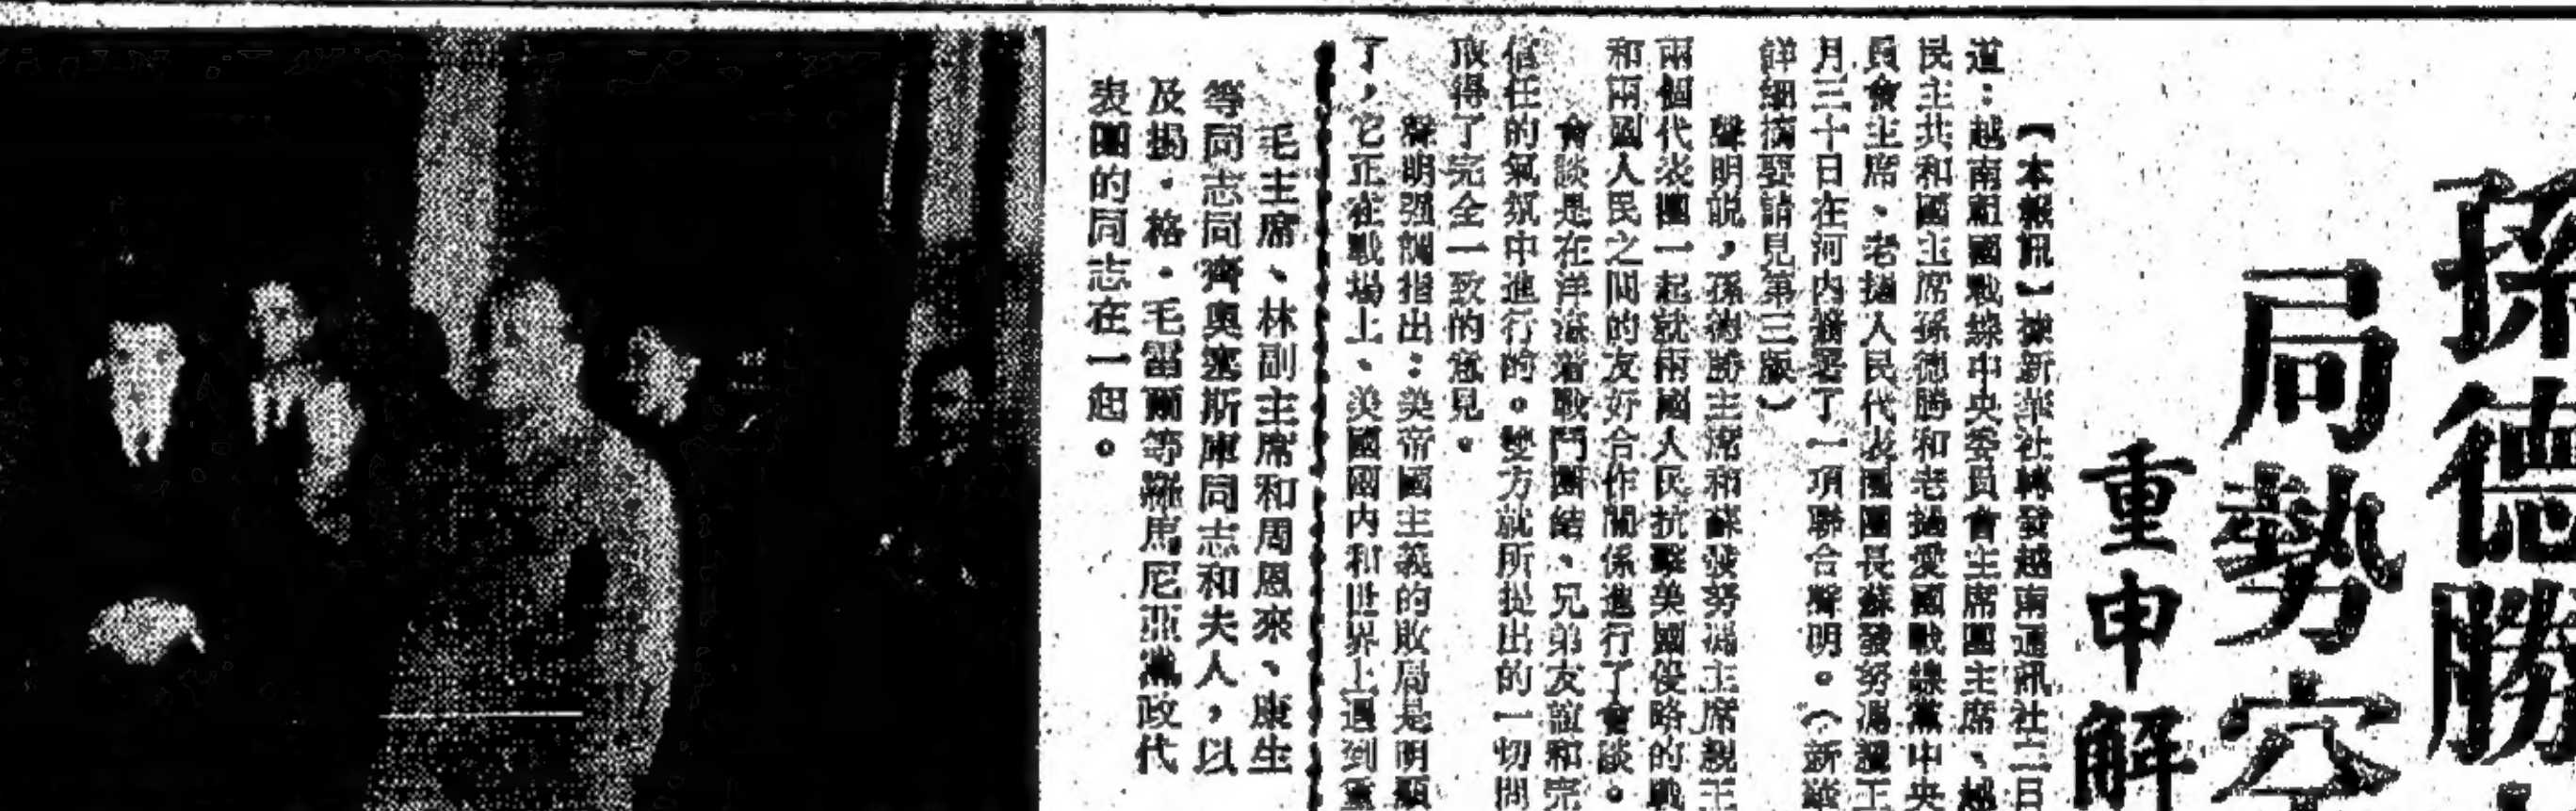 孫德勝
局勢
重申解
【本報訊】據新華社轉發越南通訊社三日
道：越南祖國戰線中央委員會主席團主席、越
民主共和國主席孫德勝和老撾愛國戰線黨中央
員會主席、老撾人民代表團團長蘇發努馮親王
月三十日在河內簽署了一項聯合聲明。（新華
詳細摘要請見第三版）
聲明說，孫德勝主席和蘇發努馮主席親王
兩個代表團一起就兩國人民抗擊美國侵略的戰
和兩國人民之間的友好合作關係進行了會談。
會談是在洋溢着戰鬥團結、兄弟友誼和完
信任的氣氛中進行的。雙方就所提出的一切問
取得了完全一致的意見。
聲明强調指出：美帝國主義的敗局是明顯
了，它正在戰場上、美國國內和世界上遇到重
毛主席、林副主席和周恩來、康生
等同志同齊奧塞斯庫同志和夫人，以
及揚·格·毛雷爾等羅馬尼亞黨政代
表團的同志在一起。